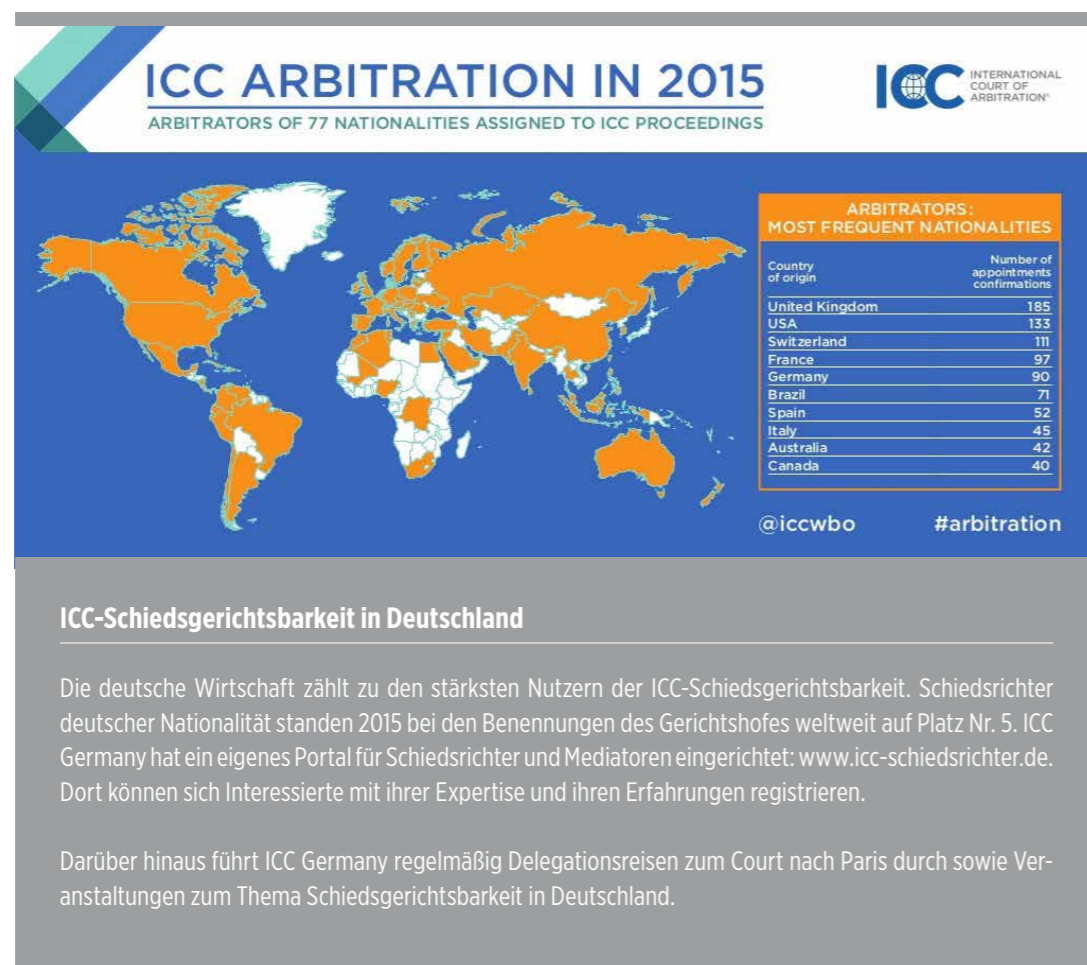 ICC ARBITRATION IN 2015
ARBITRATORS OF 77 NATIONALITIES ASSIGNED TO ICC PROCEEDINGS
ICC INTERNATIONAL
COURT OF
ARBITRATION®
ARBITRATORS:
MOST FREQUENT NATIONALITIES
Country
of origin
Number of
appointments
confirmations
United Kingdom 185
USA 133
Switzerland 111
France 97
Germany 90
Brazil 71
Spain 52
Italy 45
Australia 42
Canada 40
@iccwbo #arbitration
ICC-Schiedsgerichtsbarkeit in Deutschland
Die deutsche Wirtschaft zählt zu den stärksten Nutzern der ICC-Schiedsgerichtsbarkeit. Schiedsrichter
deutscher Nationalität standen 2015 bei den Benennungen des Gerichtshofes weltweit auf Platz Nr. 5. ICC
Germany hat ein eigenes Portal für Schiedsrichter und Mediatoren eingerichtet: www.icc-schiedsrichter.de.
Dort können sich Interessierte mit ihrer Expertise und ihren Erfahrungen registrieren.
Darüber hinaus führt ICC Germany regelmäßig Delegationsreisen zum Court nach Paris durch sowie Ver-
anstaltungen zum Thema Schiedsgerichtsbarkeit in Deutschland.